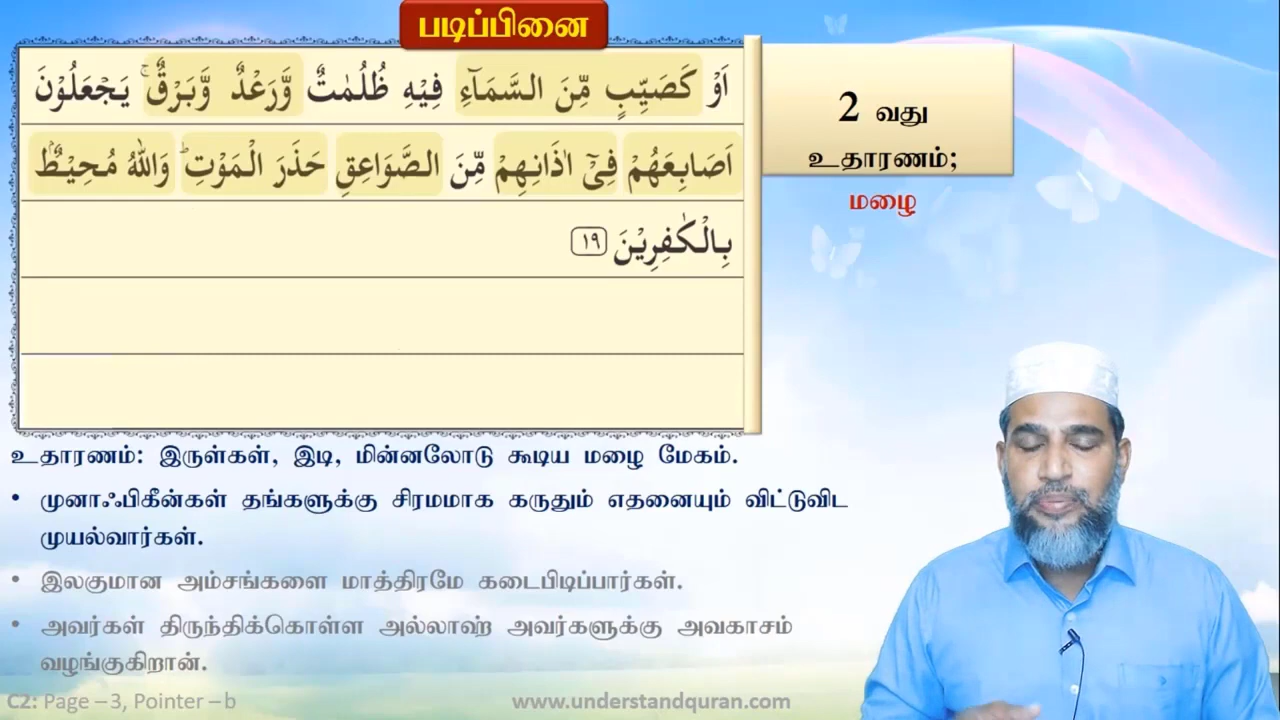 படிப்பினை
اَوْ كَصَيِّبٍ مِّنَ السَّمَآءِ فِيْهِ ظُلُمٰتٌ وَّرَعْدٌ وَّبَرْقٌ ۚ يَجْعَلُوْنَ
اَصَابِعَهُمْ فِىْٓ اٰذَانِهِمْ مِّنَ الصَّوَاعِقِ حَذَرَ الْمَوْتِ ؕ وَاللّٰهُ مُحِيْطٌۢ
بِالْكٰفِرِيْنَ ﴿۱۹﴾
2 வது
உதாரணம்;
மழை
உதாரணம்: இருள்கள், இடி, மின்னலோடு கூடிய மழை மேகம்.
• முனாஃபிகீன்கள் தங்களுக்கு சிரமமாக கருதும் எதனையும் விட்டுவிட
முயல்வார்கள்.
• இலகுமான அம்சங்களை மாத்திரமே கடைபிடிப்பார்கள்.
• அவர்கள் திருந்திக்கொள்ள அல்லாஹ் அவர்களுக்கு அவகாசம்
வழங்குகிறான்.
C2: Page – 3, Pointer – b
www.understandquran.com